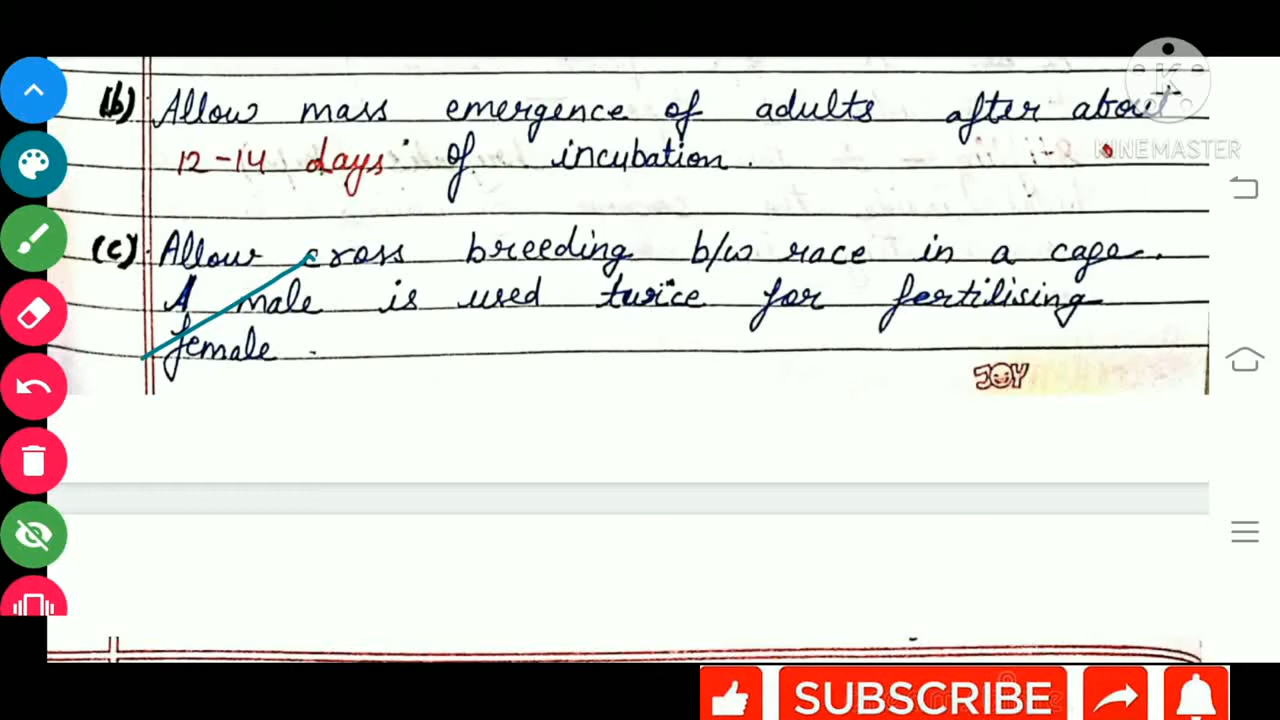 (b) Allow mass emergence of adults after about
12-14 days of incubation.
(c) Allow cross breeding b/w race in a cage.
A male is used twice for fertilising
female.
K
KINEMASTER
JOY
SUBSCRIBE